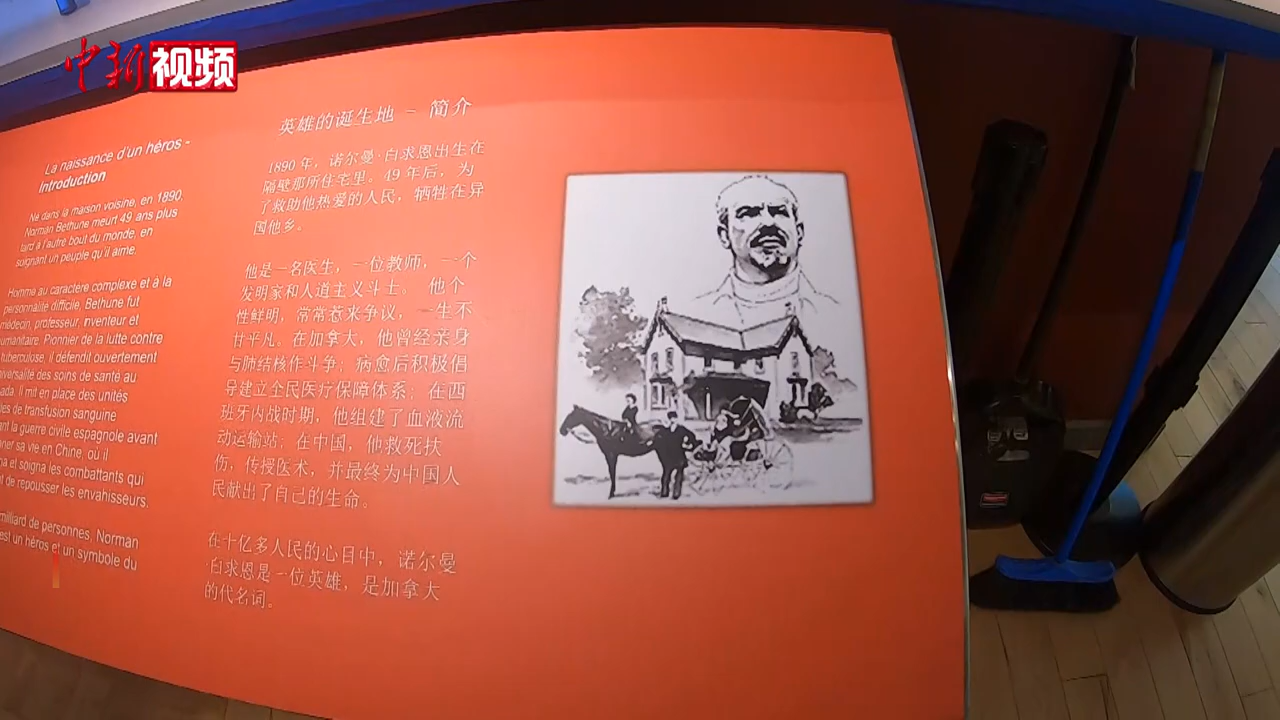 中新视频
La naissance d'un héros -
Introduction
Né dans la maison voisine, en 1890,
Norman Bethune meurt 49 ans plus
tard à l'autre bout du monde, en
soignant un peuple qu'il aime.
Homme au caractère complexe et à la
personnalité difficile, Bethune fut
médecin, professeur, inventeur et
humanitaire. Pionnier de la lutte contre
tuberculose, il défendit ouvertement
des soins de santé au
Il mit en place des unités
de transfusion sanguine
la guerre civile espagnole avant
sa vie en Chine, où il
et soigna les combattants qui
de repousser les envahisseurs.
milliard de personnes, Norman
est un héros et un symbole du
英雄的诞生地 – 简介
1890 年，诺尔曼·白求恩出生在
隔壁那所住宅里。49 年后，为
了救助他热爱的人民，牺牲在异
国他乡。
他是一名医生，一位教师，一个
发明家和人道主义斗士。 他个
性鲜明，常常惹来争议，一生不
甘平凡。在加拿大，他曾经亲身
与肺结核作斗争；病愈后积极倡
导建立全民医疗保障体系；在西
班牙内战时期，他组建了血液流
动运输站；在中国，他救死扶
伤，传授医术，并最终为中国人
民献出了自己的生命。
在十亿多人民的心目中，诺尔曼
·白求恩是一位英雄，是加拿大
的代名词。